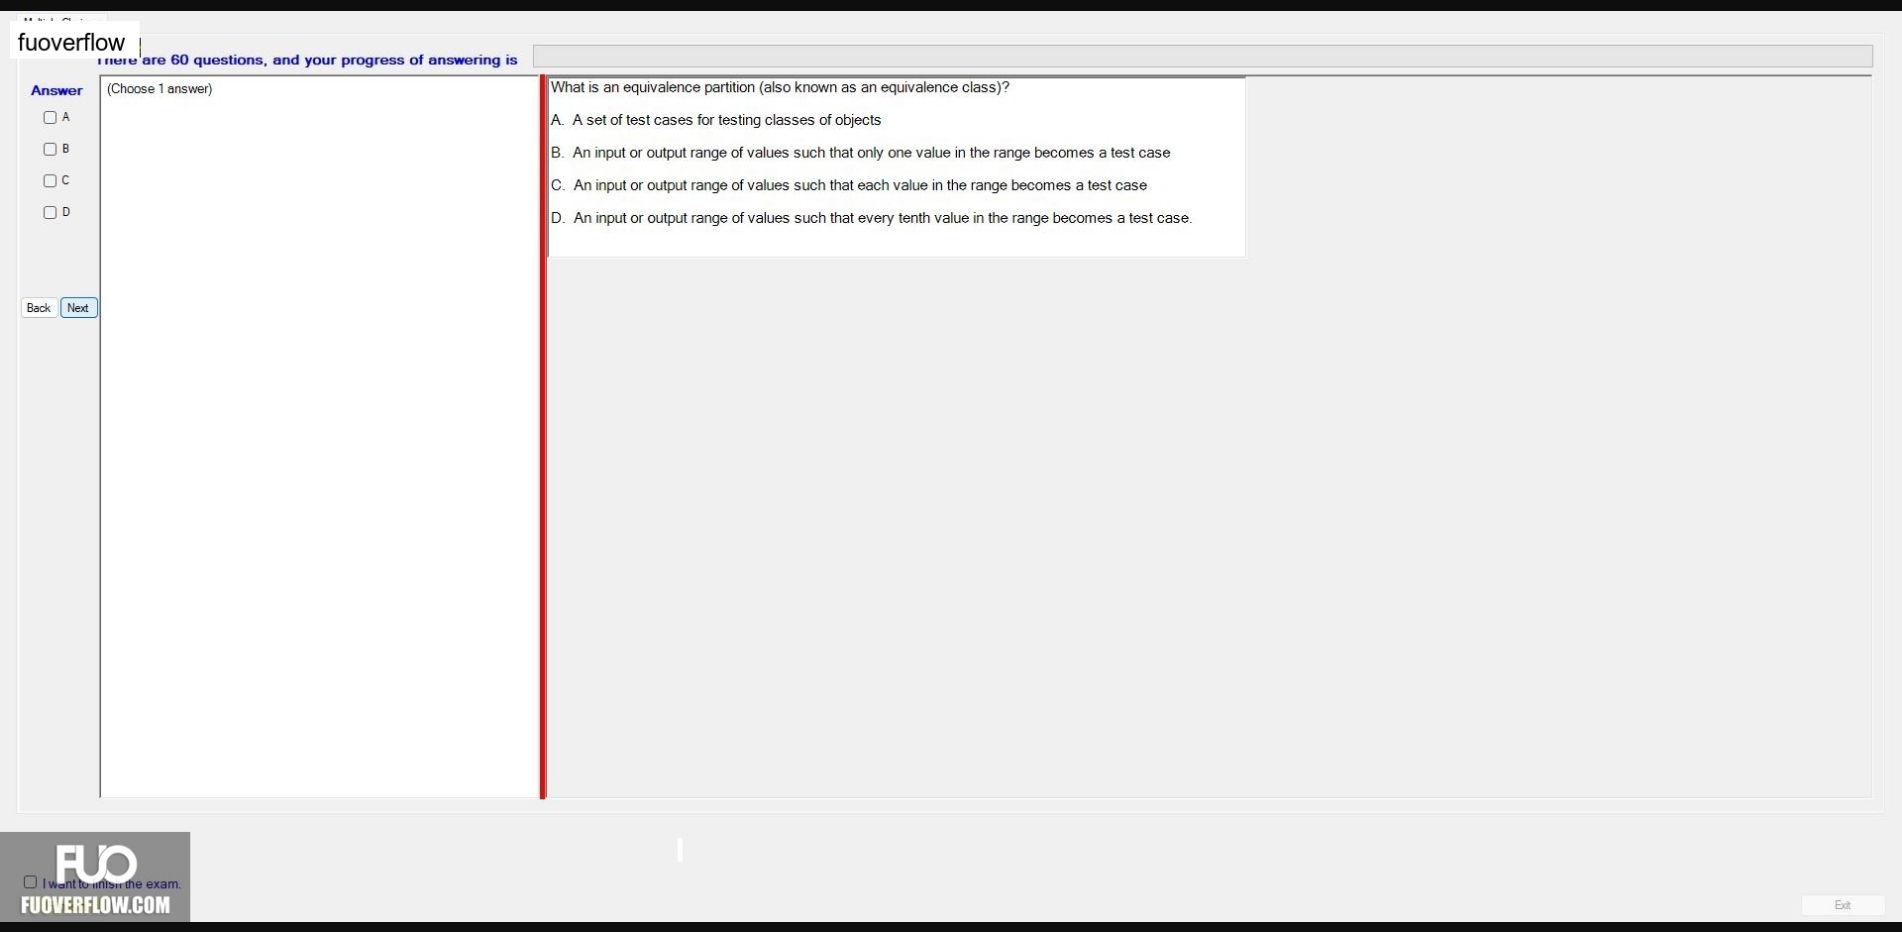 fuoverflow
There are 60 questions, and your progress of answering is
Answer
(Choose 1 answer)
A
B
C
D
Back
Next
What is an equivalence partition (also known as an equivalence class)?
A. A set of test cases for testing classes of objects
B. An input or output range of values such that only one value in the range becomes a test case
C. An input or output range of values such that each value in the range becomes a test case
D. An input or output range of values such that every tenth value in the range becomes a test case.
FUO
I want to finish the exam.
FUOVERFLOW.COM
Exit